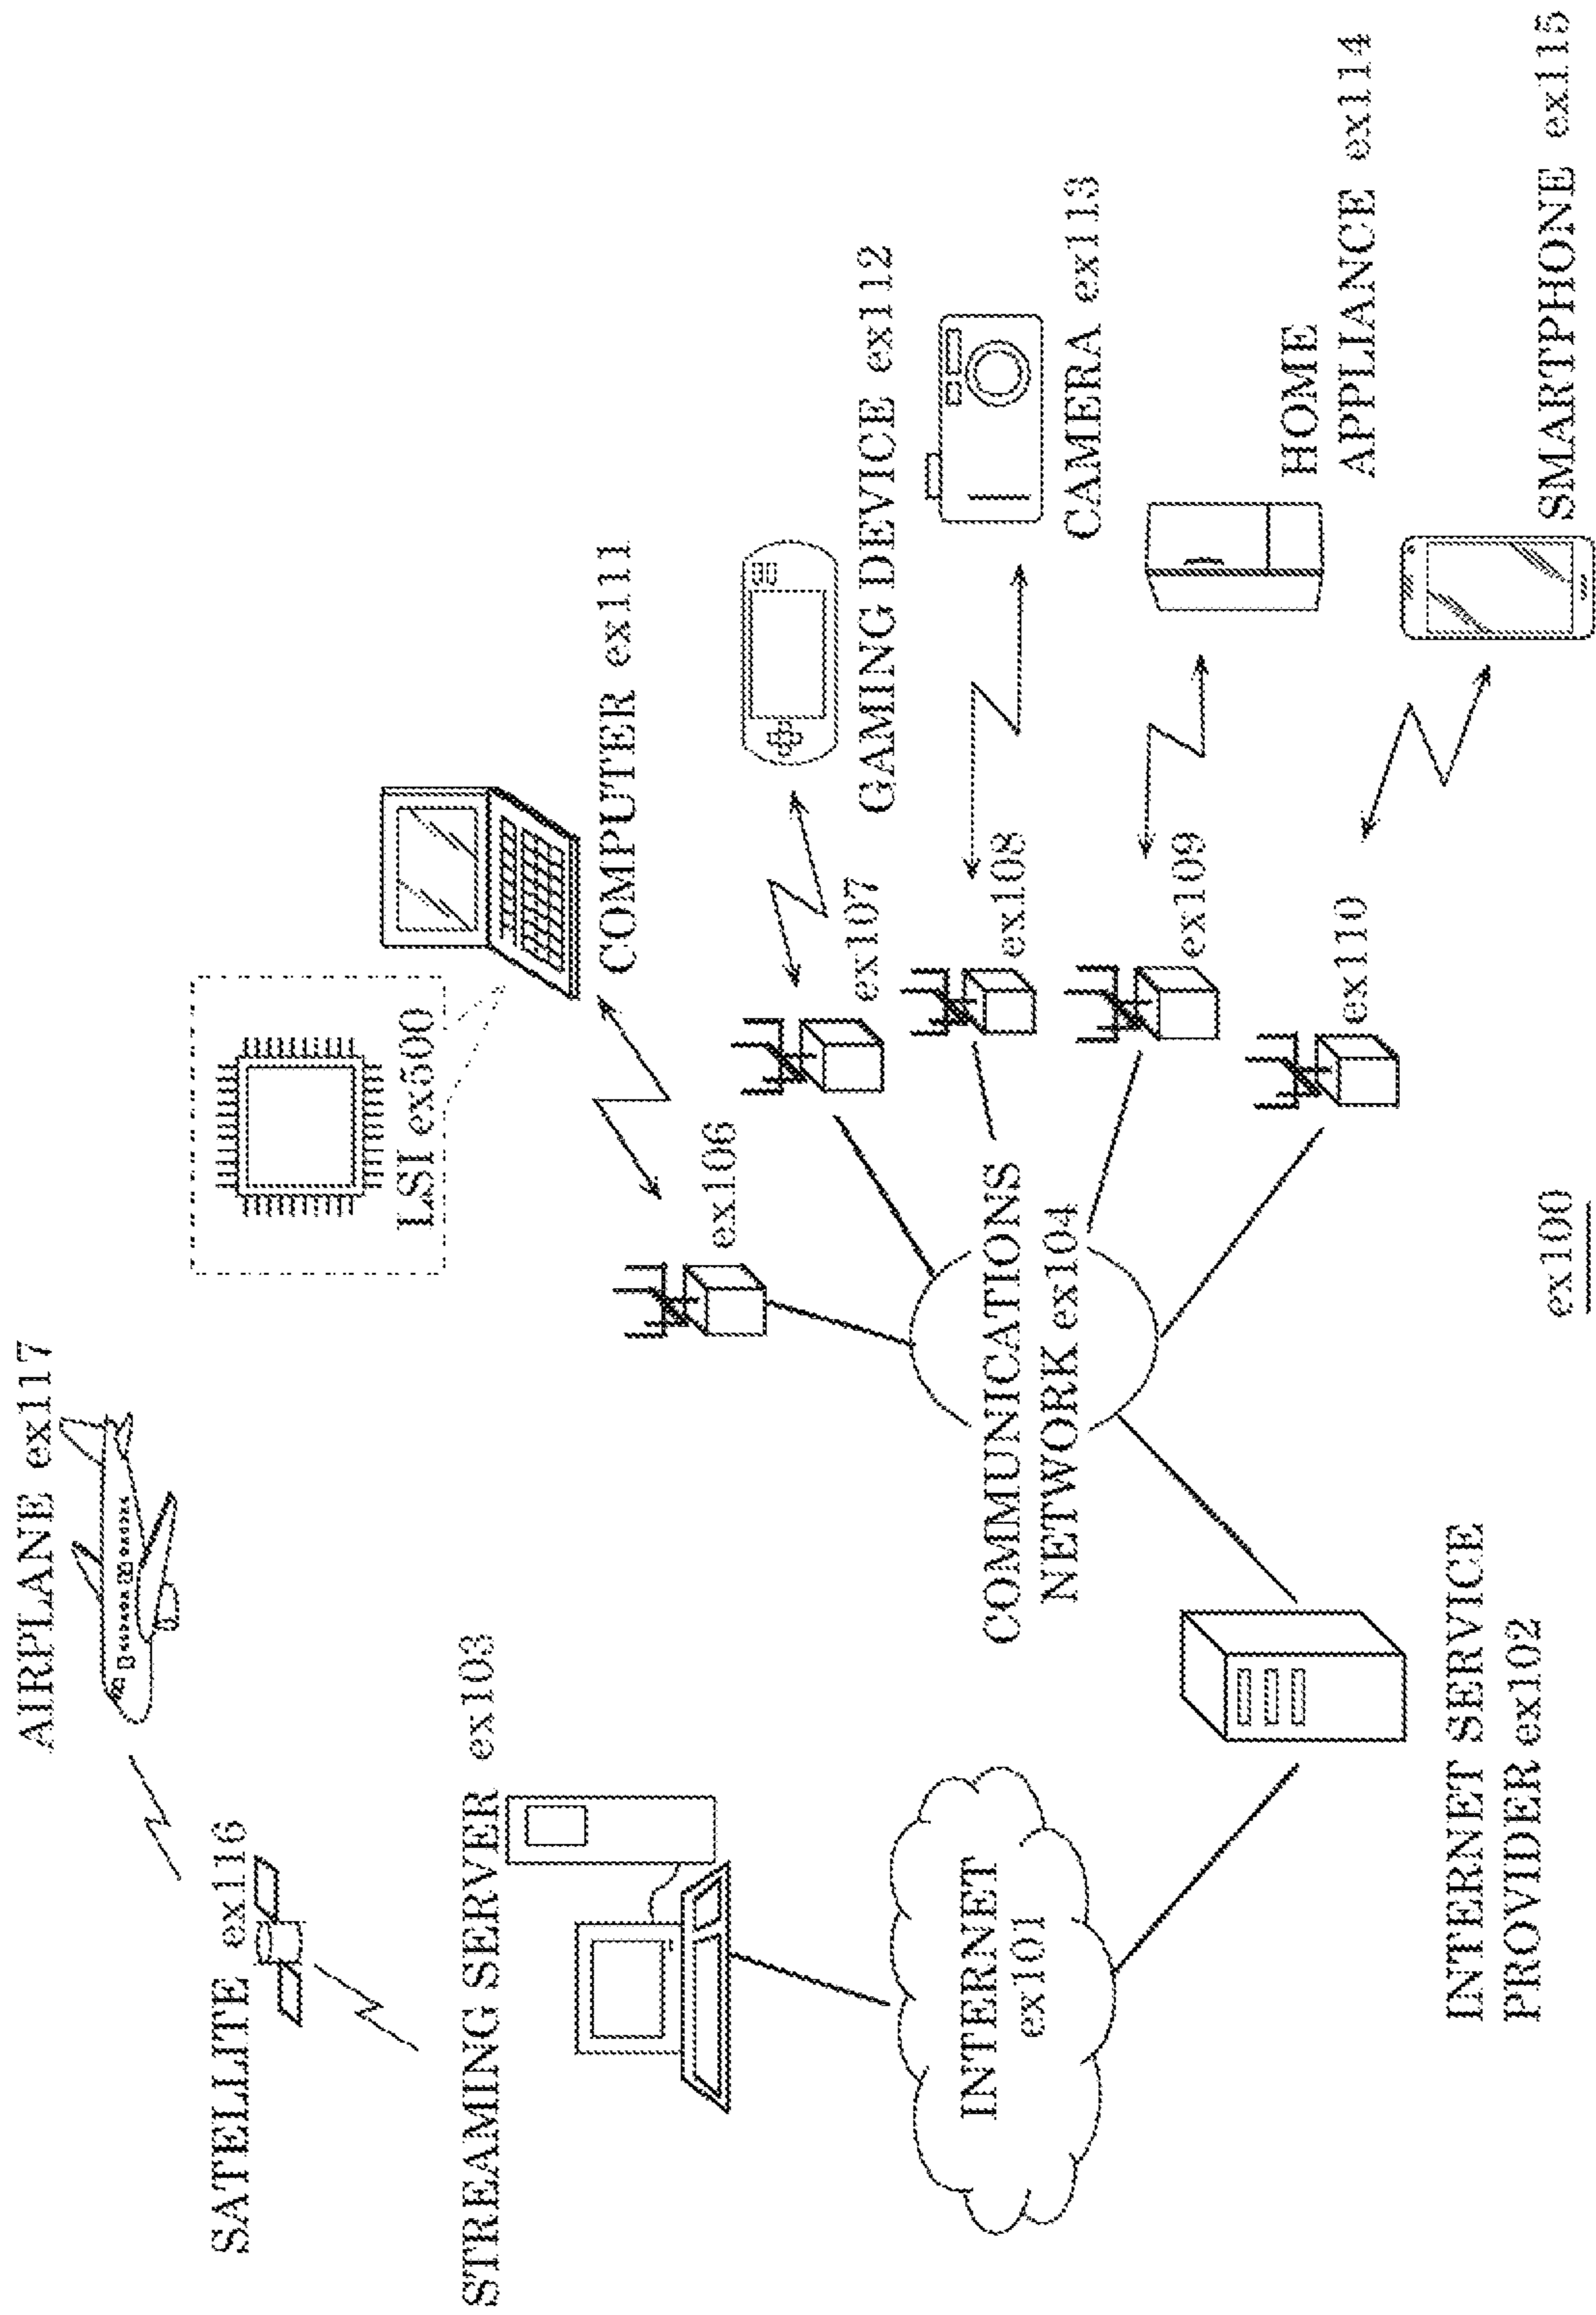 AIRPLANE ex117
SATELLITE ex116
STREAMING SERVER ex103
LSI ex500
COMPUTER ex111
ex106
GAMING DEVICE ex112
ex107
CAMERA ex113
ex108
INTERNET
ex101
COMMUNICATIONS
NETWORK ex104
ex109
HOME
APPLIANCE ex114
ex110
INTERNET SERVICE
PROVIDER ex102
SMARTPHONE ex115
ex100